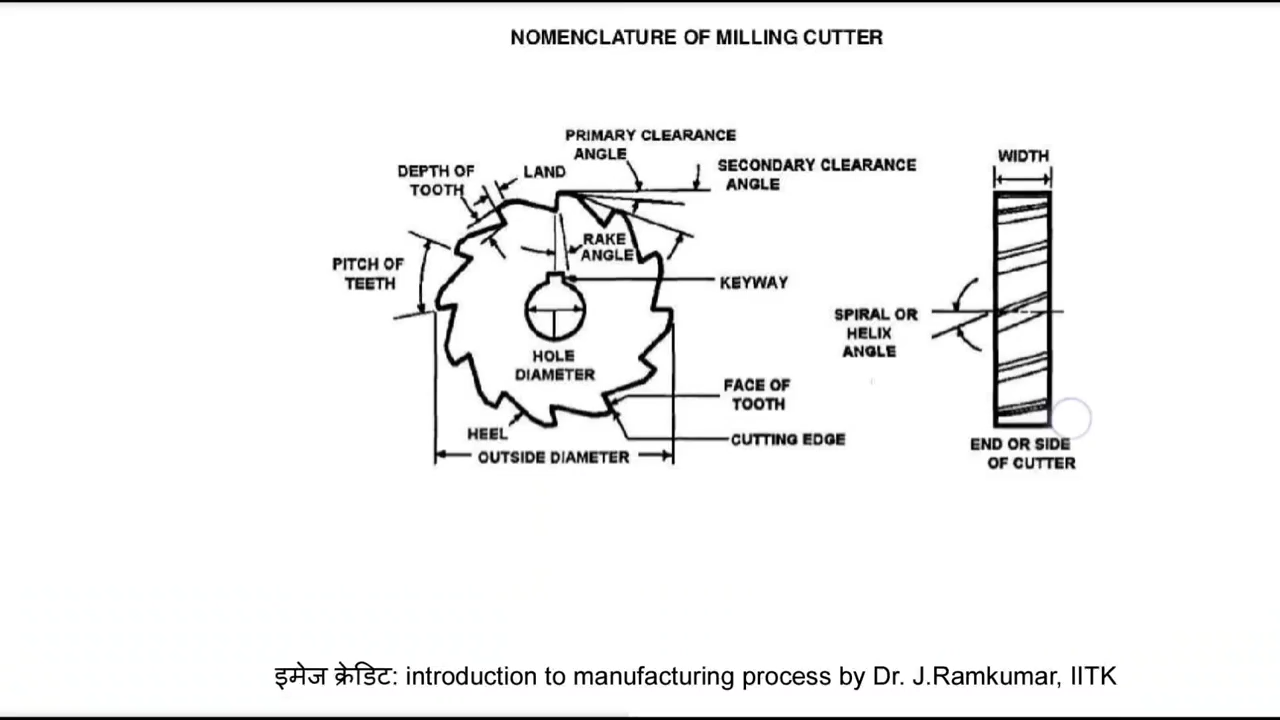 NOMENCLATURE OF MILLING CUTTER
PRIMARY CLEARANCE
ANGLE
SECONDARY CLEARANCE
ANGLE
DEPTH OF
TOOTH
LAND
WIDTH
RAKE
ANGLE
PITCH OF
TEETH
KEYWAY
SPIRAL OR
HELIX
ANGLE
HOLE
DIAMETER
FACE OF
TOOTH
HEEL
CUTTING EDGE
OUTSIDE DIAMETER
END OR SIDE
OF CUTTER
इमेज क्रेडिट: introduction to manufacturing process by Dr. J.Ramkumar, IITK